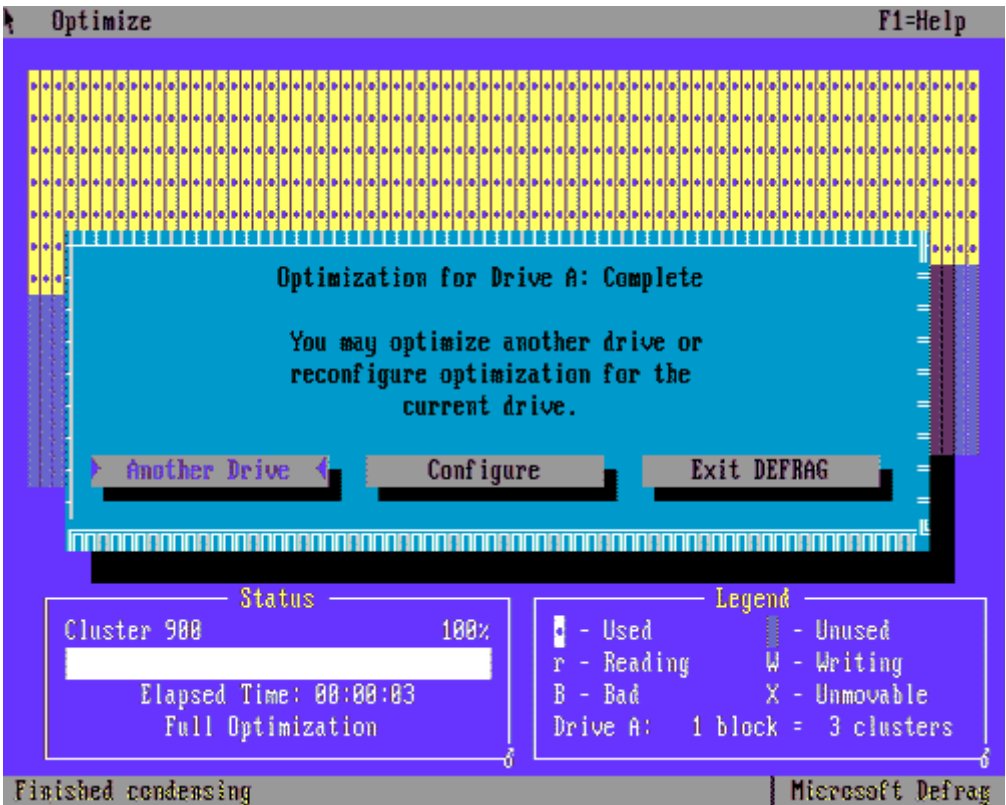 Optimize F1=Help
Optimization for Drive A: Complete
You may optimize another drive or
reconfigure optimization for the
current drive.
Another Drive Configure Exit DEFRAG
Status
Cluster 900 100%
Elapsed Time: 00:00:03
Full Optimization
Legend
- Used - Unused
r - Reading W - Writing
B - Bad X - Unmovable
Drive A: 1 block = 3 clusters
Finished condensing Microsoft Defrag